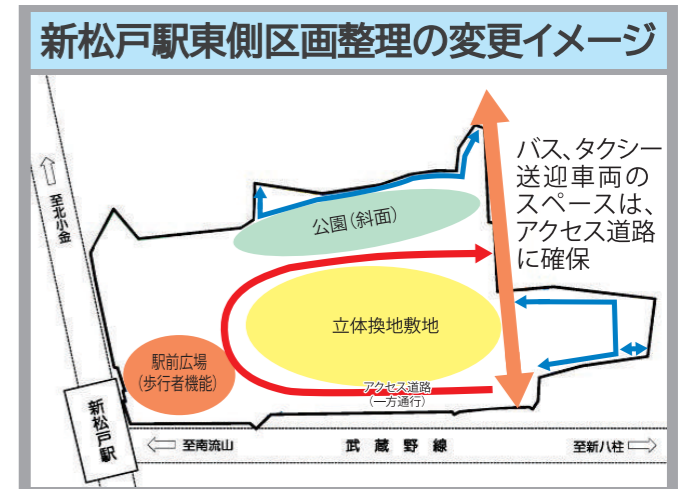 新松戸駅東側区画整理の変更イメージ
バス、タクシー
送迎車両の
スペースは、
アクセス道路
に確保
至北小金
公園(斜面)
立体換地敷地
駅前広場
(歩行者機能)
アクセス道路
(一方通行)
新松戸駅
至南流山
武蔵野線
至新八柱